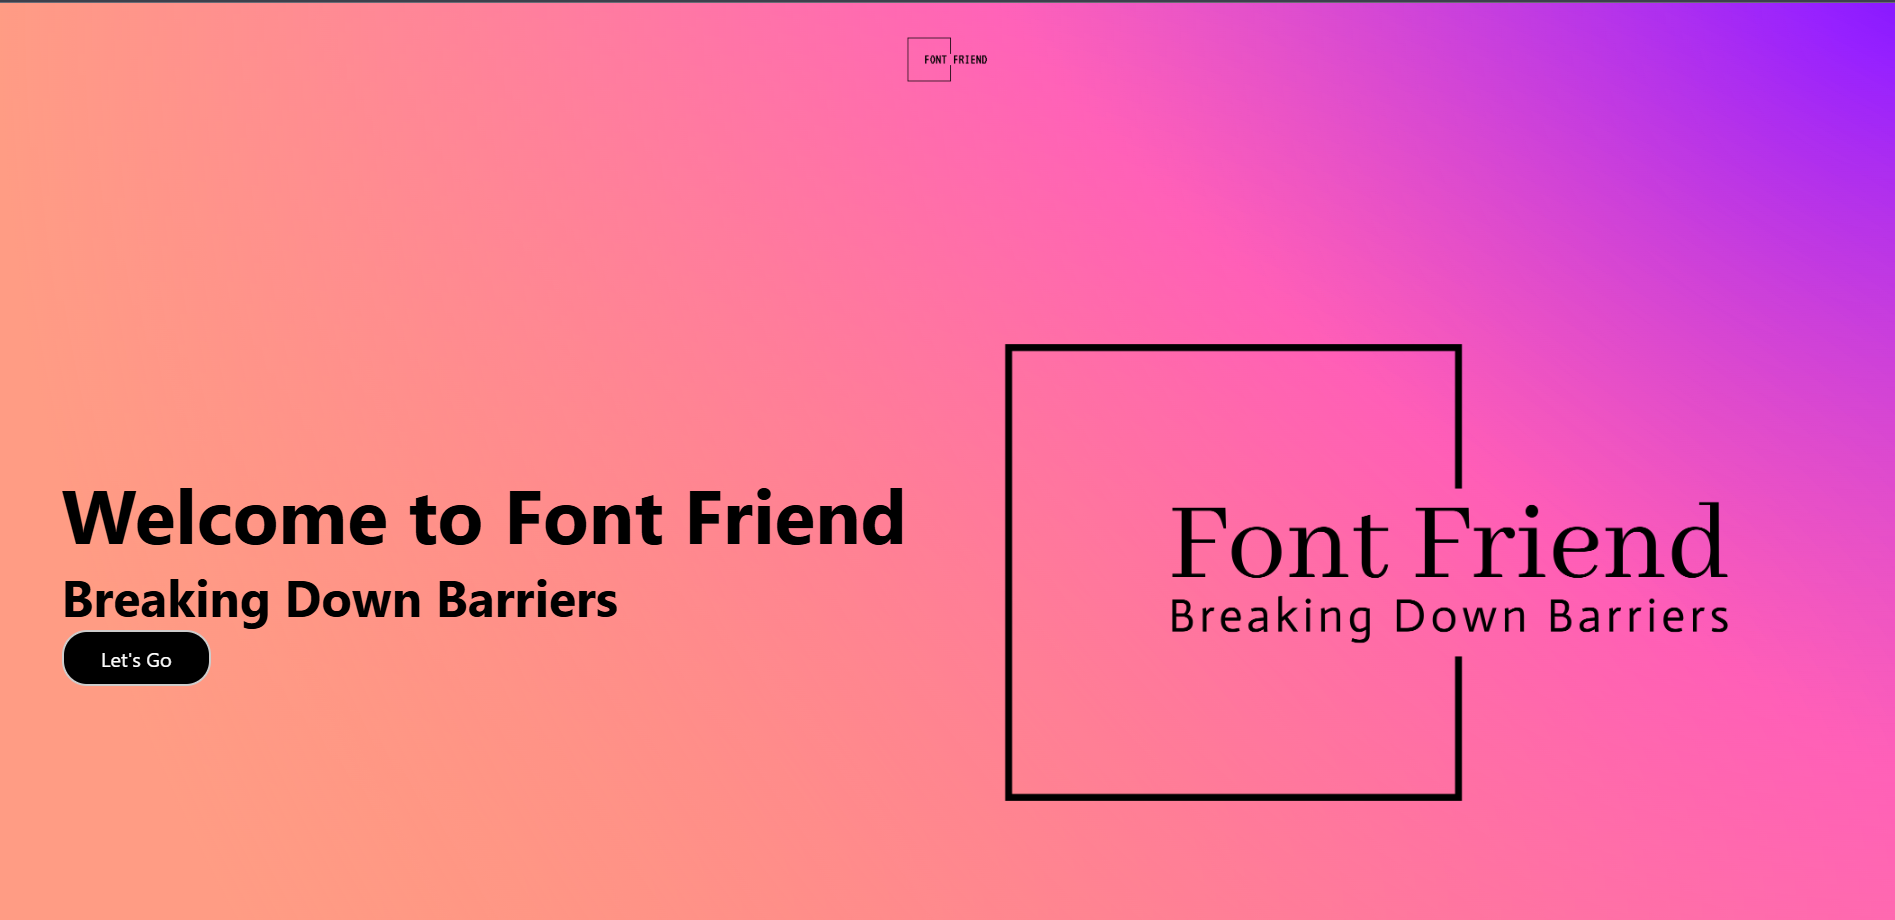 FONT FRIEND
Welcome to Font Friend
Breaking Down Barriers
Let's Go
Font Friend
Breaking Down Barriers